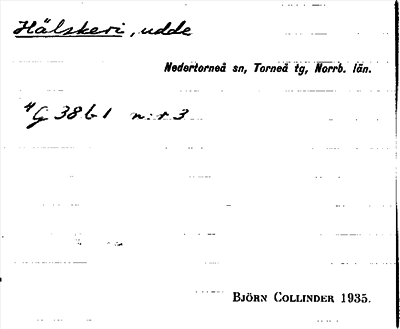 Hälskeri, udde
Nedertorneå sn, Torneå tg, Norrb. län.
4G 38 b 1 n:r 3
BJÖRN COLLINDER 1935.